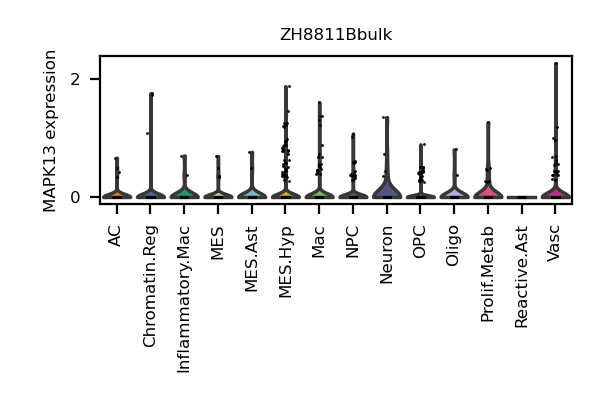 ZH8811Bbulk
MAPK13 expression
2
0
AC
Chromatin.Reg
Inflammatory.Mac
MES
MES.Ast
MES.Hyp
Mac
NPC
Neuron
OPC
Oligo
Prolif.Metab
Reactive.Ast
Vasc